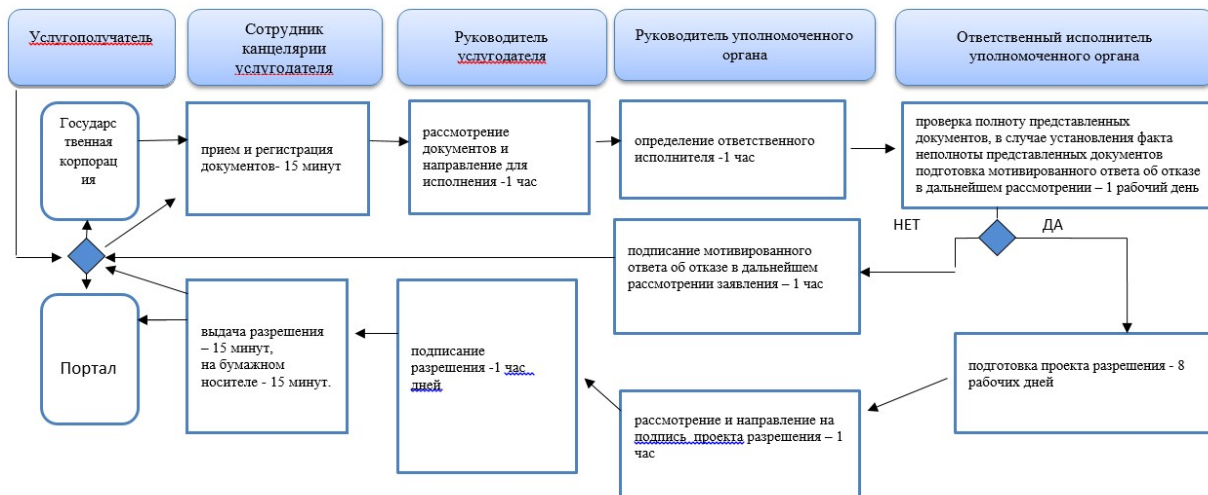 Услугополучатель
Сотрудник
канцелярии
услугодателя
Руководитель
услугодателя
Руководитель уполномоченного
органа
Ответственный исполнитель
уполномоченного органа
Государс
твенная
корпорац
ия
прием и регистрация
документов- 15 минут
рассмотрение
документов и
направление для
исполнения -1 час
определение ответственного
исполнителя -1 час
проверка полноту представленных
документов, в случае установления факта
неполноты представленных документов
подготовка мотивированного ответа об отказе
в дальнейшем рассмотрении – 1 рабочий день
НЕТ
ДА
подписание мотивированного
ответа об отказе в дальнейшем
рассмотрении заявления – 1 час
Портал
выдача разрешения
– 15 минут,
на бумажном
носителе - 15 минут.
подписание
разрешения -1 час
дней
рассмотрение и направление на
подпись проекта разрешения – 1
час
подготовка проекта разрешения - 8
рабочих дней